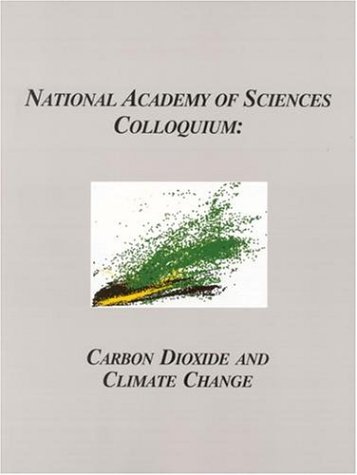 NATIONAL ACADEMY OF SCIENCES
COLLOQUIUM:
CARBON DIOXIDE AND
CLIMATE CHANGE